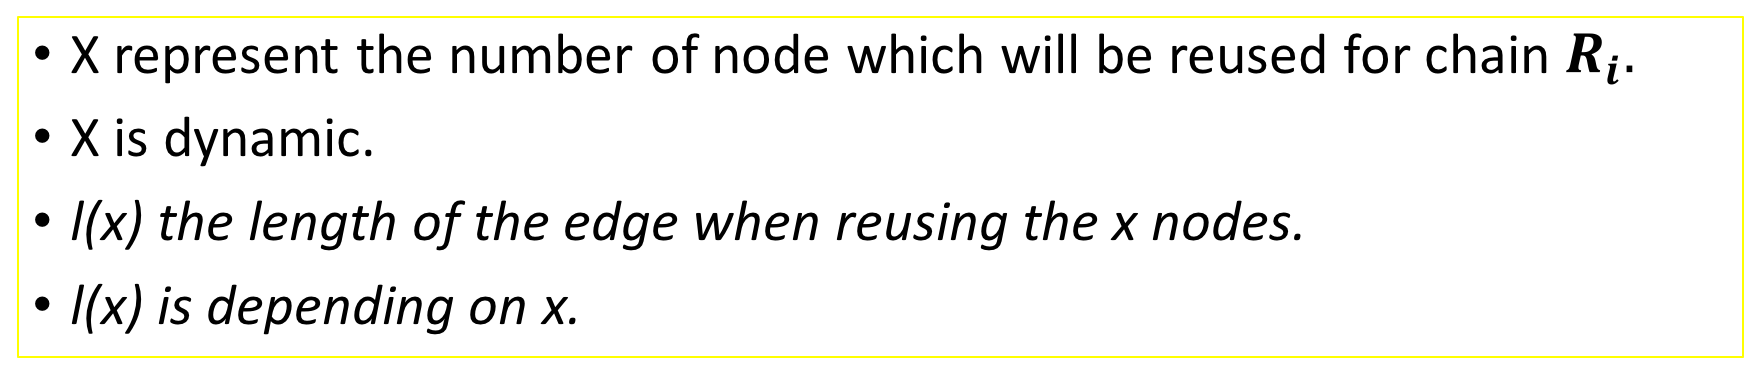 • X represent the number of node which will be reused for chain R_i.
• X is dynamic.
• l(x) the length of the edge when reusing the x nodes.
• l(x) is depending on x.